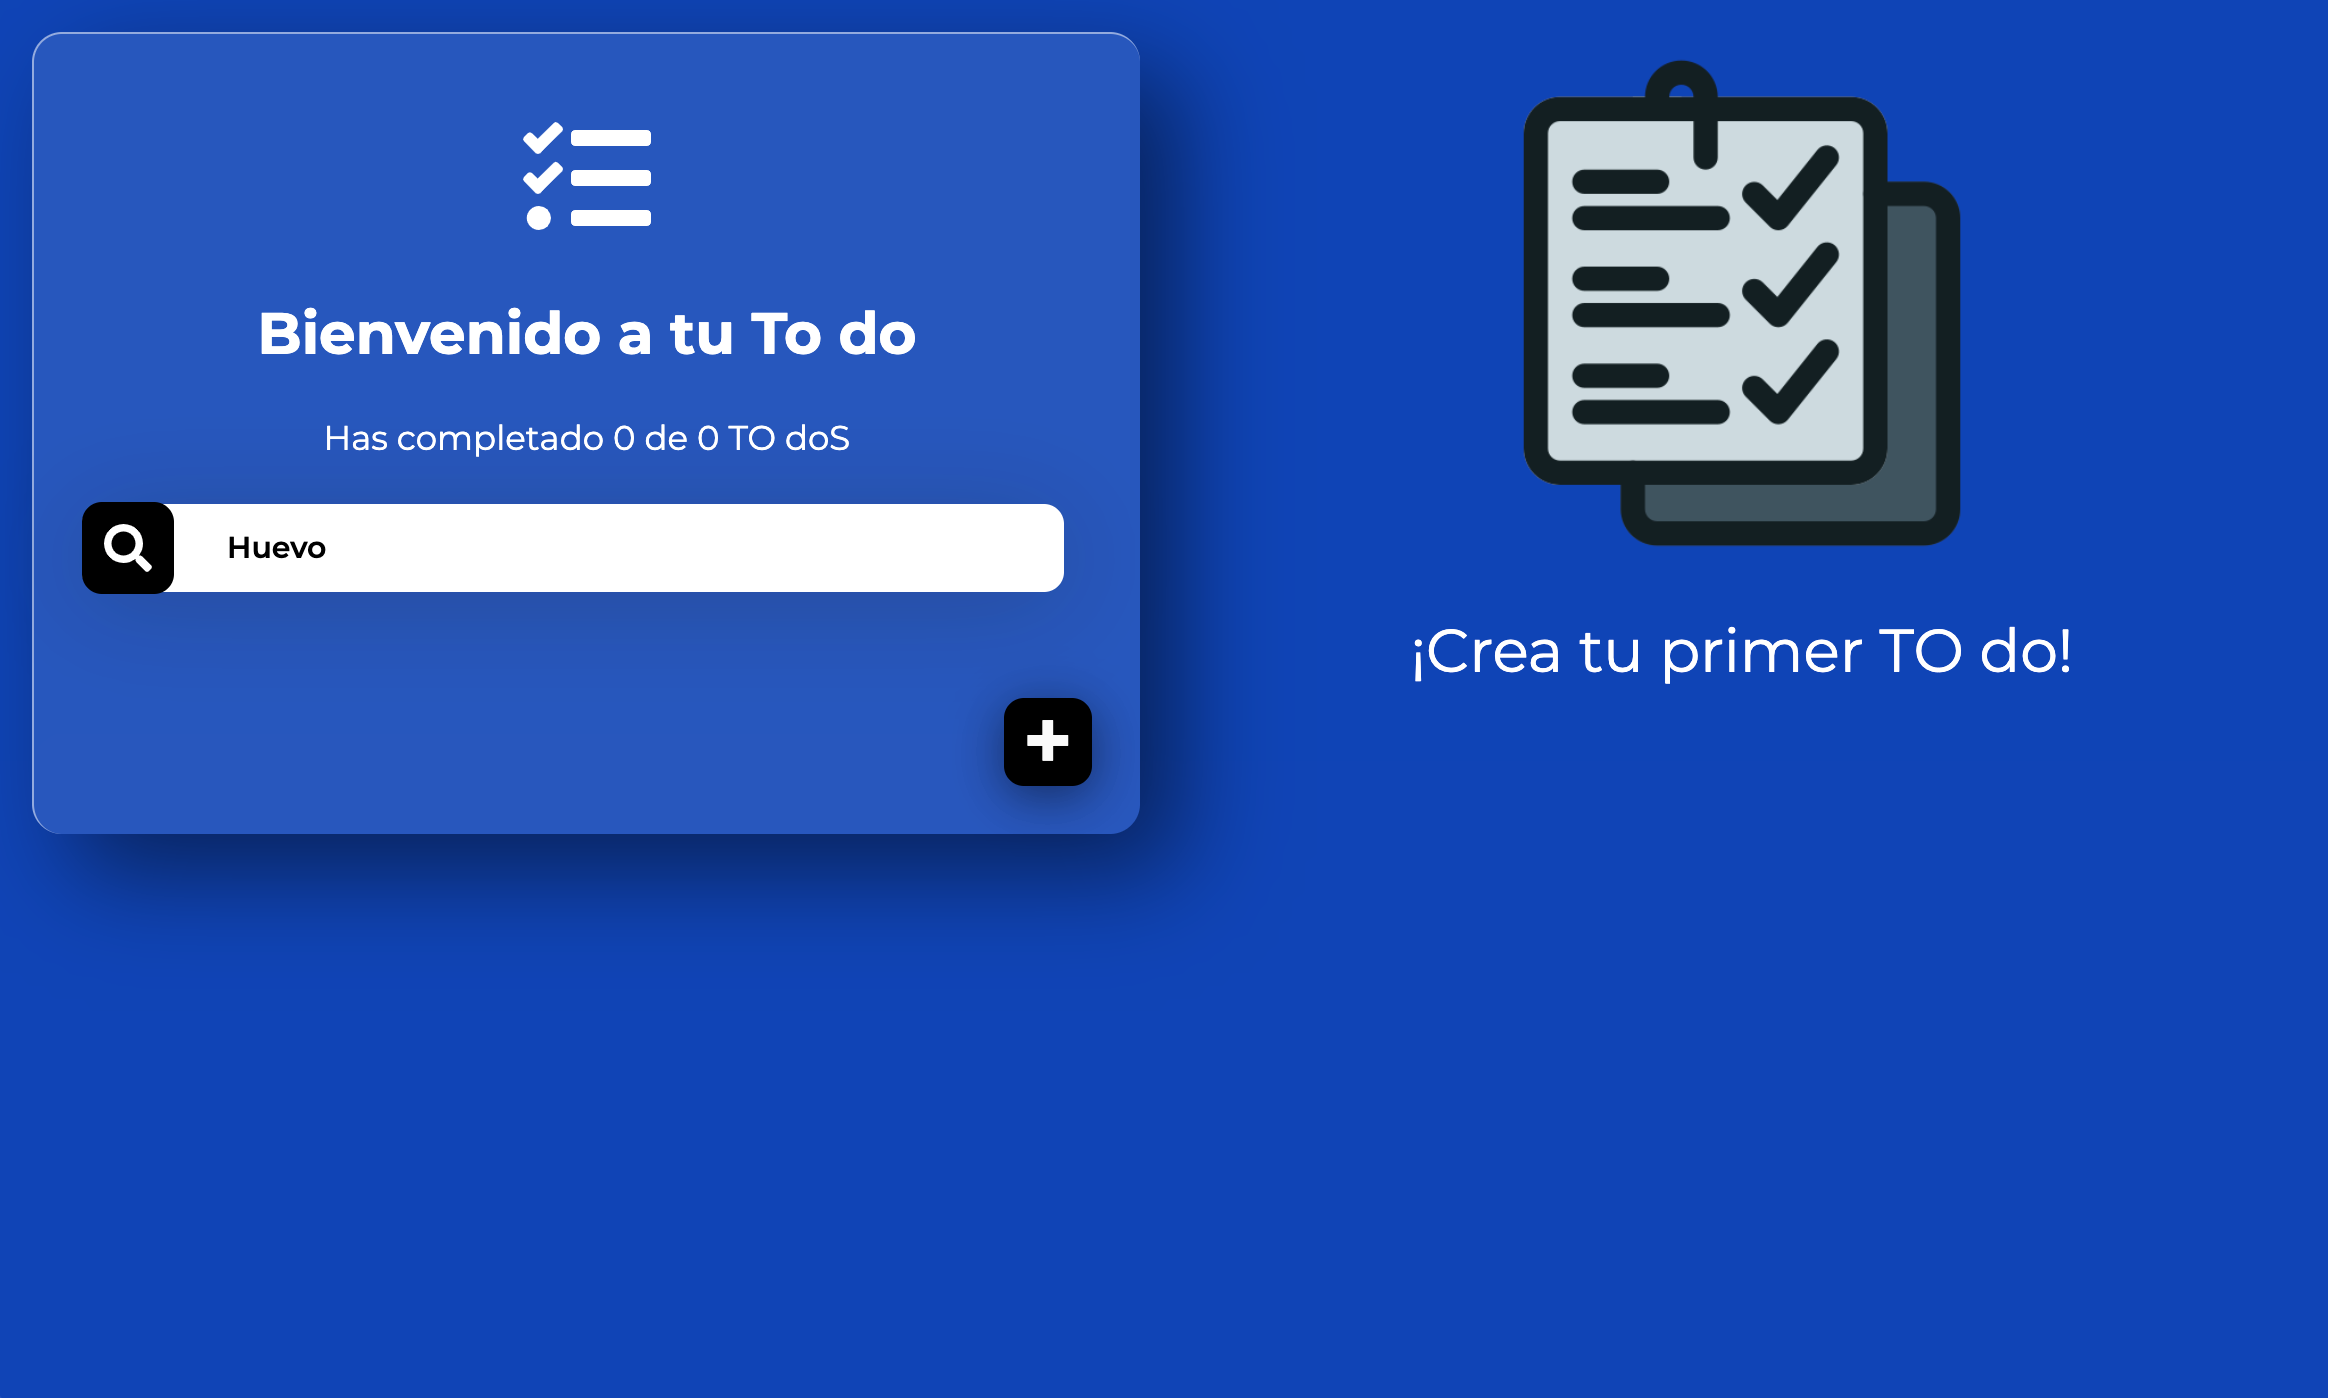 Bienvenido a tu To do
Has completado 0 de 0 TO doS
Huevo
¡Crea tu primer TO do!